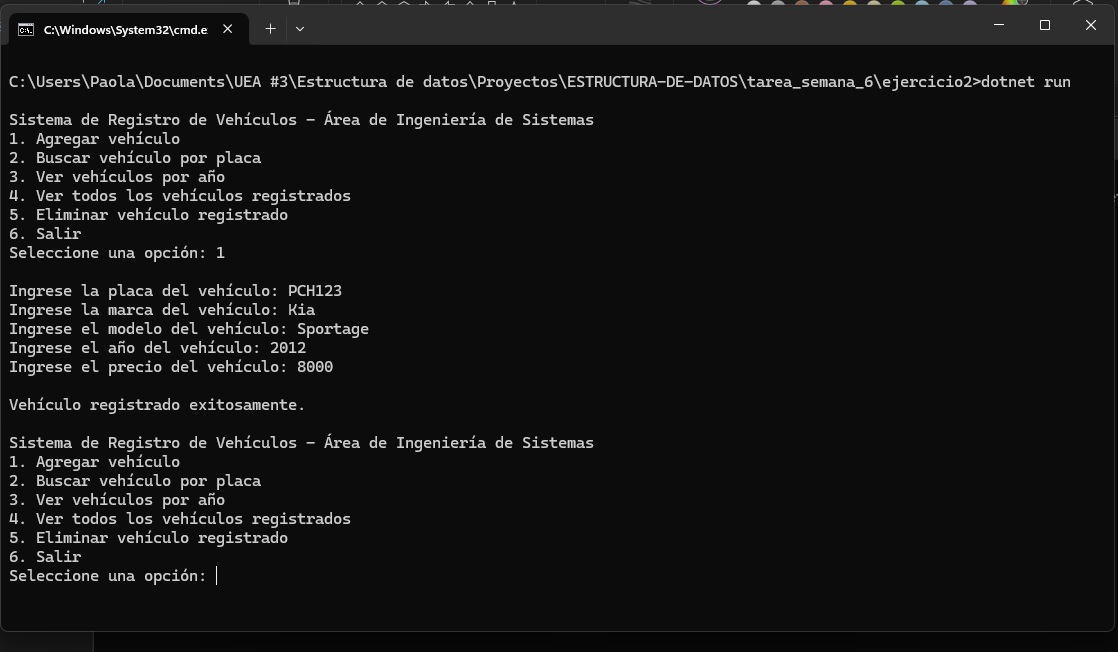 C:\Windows\System32\cmd.e
C:\Users\Paola\Documents\UEA #3\Estructura de datos\Proyectos\ESTRUCTURA-DE-DATOS\tarea_semana_6\ejercicio2>dotnet run
Sistema de Registro de Vehículos - Área de Ingeniería de Sistemas
1. Agregar vehículo
2. Buscar vehículo por placa
3. Ver vehículos por año
4. Ver todos los vehículos registrados
5. Eliminar vehículo registrado
6. Salir
Seleccione una opción: 1
Ingrese la placa del vehículo: PCH123
Ingrese la marca del vehículo: Kia
Ingrese el modelo del vehículo: Sportage
Ingrese el año del vehículo: 2012
Ingrese el precio del vehículo: 8000
Vehículo registrado exitosamente.
Sistema de Registro de Vehículos - Área de Ingeniería de Sistemas
1. Agregar vehículo
2. Buscar vehículo por placa
3. Ver vehículos por año
4. Ver todos los vehículos registrados
5. Eliminar vehículo registrado
6. Salir
Seleccione una opción: